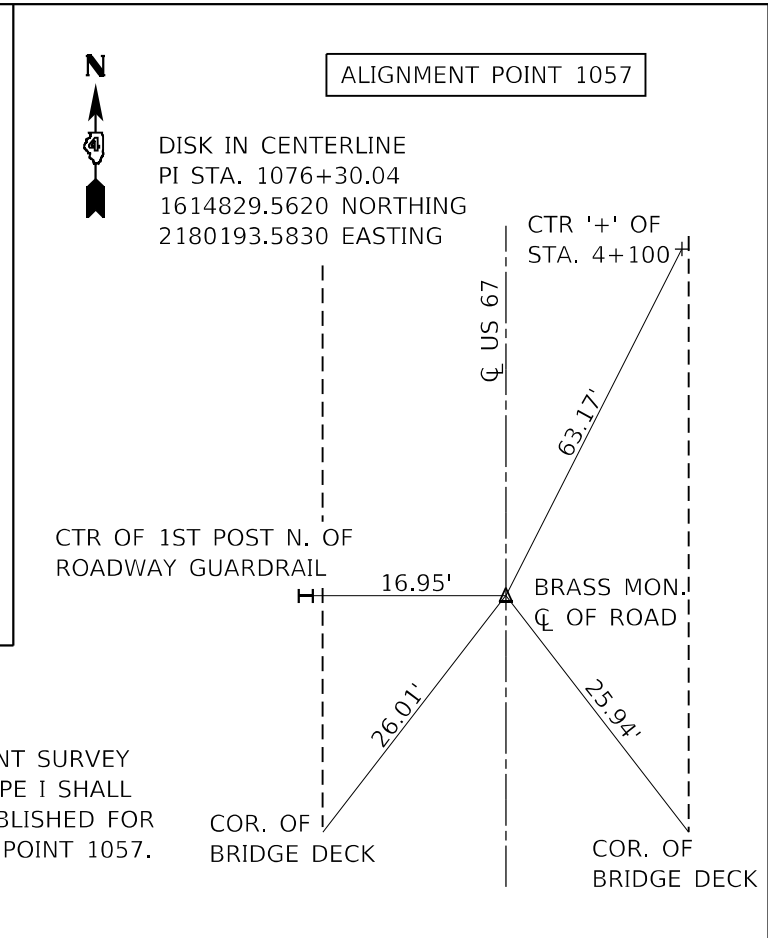 N
4
ALIGNMENT POINT 1057
DISK IN CENTERLINE
PI STA. 1076+30.04
1614829.5620 NORTHING
2180193.5830 EASTING
CTR '+' OF
STA. 4+100
℄ US 67
63.17'
CTR OF 1ST POST N. OF
ROADWAY GUARDRAIL
16.95'
BRASS MON.
℄ OF ROAD
26.01'
25.94'
NT SURVEY
PE I SHALL
BLISHED FOR
POINT 1057.
COR. OF
BRIDGE DECK
COR. OF
BRIDGE DECK